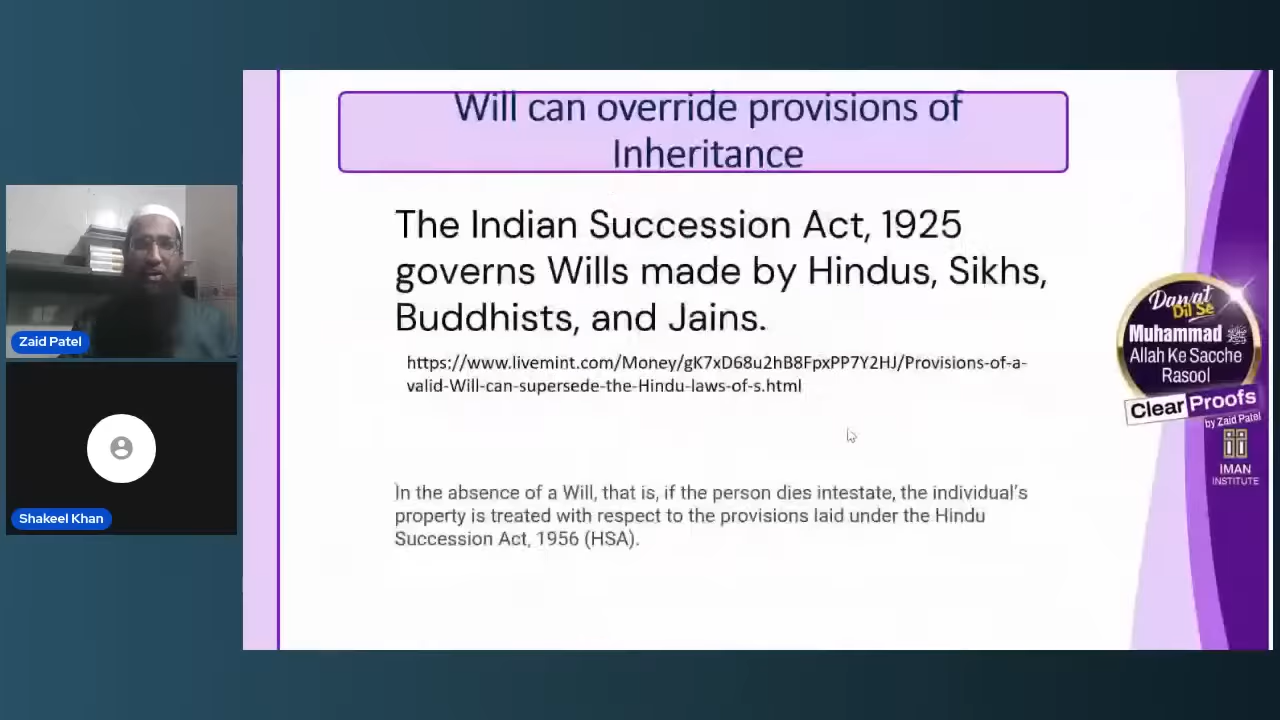 Will can override provisions of
Inheritance
The Indian Succession Act, 1925
governs Wills made by Hindus, Sikhs,
Buddhists, and Jains.
https://www.livemint.com/Money/gK7xD68u2hB8FpxPP7Y2HJ/Provisions-of-a-
valid-Will-can-supersede-the-Hindu-laws-of-s.html
In the absence of a Will, that is, if the person dies intestate, the individual's
property is treated with respect to the provisions laid under the Hindu
Succession Act, 1956 (HSA).
Zaid Patel
Shakeel Khan
Dawat
Dil Se
Muhammad ﷺ
Allah Ke Sacche
Rasool
Clear Proofs
by Zaid Patel
IMAN
INSTITUTE